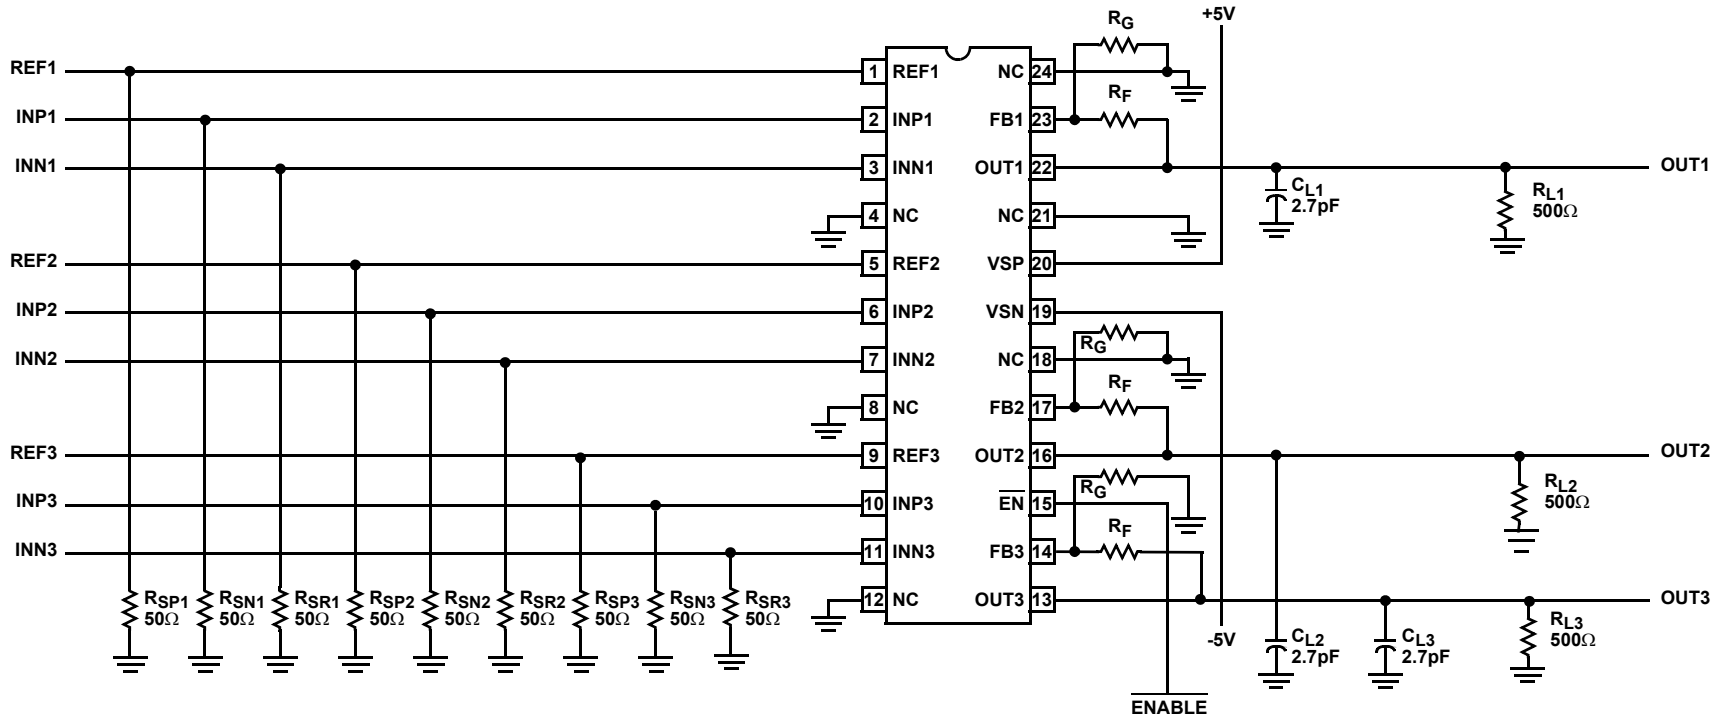 REF1
INP1
INN1
REF2
INP2
INN2
REF3
INP3
INN3
RSP1
50Ω
RSN1
50Ω
RSR1
50Ω
RSP2
50Ω
RSN2
50Ω
RSR2
50Ω
RSP3
50Ω
RSN3
50Ω
RSR3
50Ω
1 REF1
2 INP1
3 INN1
4 NC
5 REF2
6 INP2
7 INN2
8 NC
9 REF3
10 INP3
11 INN3
12 NC
NC 24
FB1 23
OUT1 22
NC 21
VSP 20
VSN 19
NC 18
FB2 17
OUT2 16
EN 15
FB3 14
OUT3 13
RG
RF
+5V
RG
RF
RG
RF
-5V
ENABLE
CL1
2.7pF
RL1
500Ω
OUT1
RL2
500Ω
OUT2
CL2
2.7pF
CL3
2.7pF
RL3
500Ω
OUT3